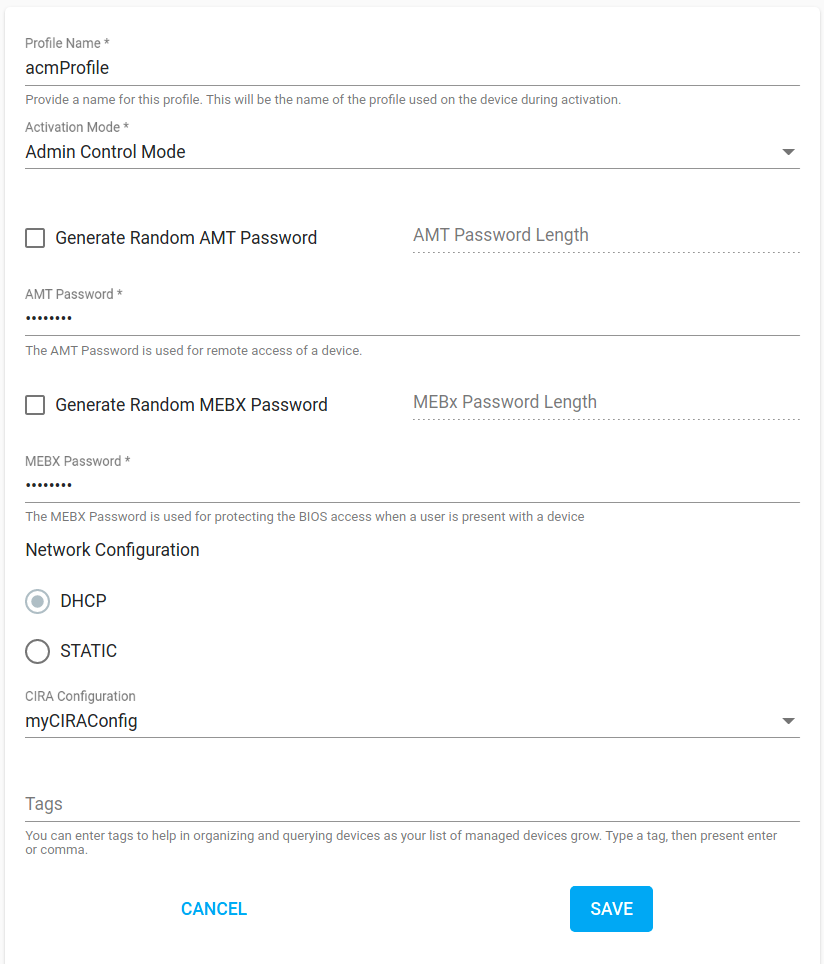 Profile Name *
acmProfile
Provide a name for this profile. This will be the name of the profile used on the device during activation.
Activation Mode *
Admin Control Mode
Generate Random AMT Password
AMT Password Length
AMT Password *
••••••••
The AMT Password is used for remote access of a device.
Generate Random MEBX Password
MEBx Password Length
MEBX Password *
••••••••
The MEBX Password is used for protecting the BIOS access when a user is present with a device
Network Configuration
DHCP
STATIC
CIRA Configuration
myCIRAConfig
Tags
You can enter tags to help in organizing and querying devices as your list of managed devices grow. Type a tag, then present enter
or comma.
CANCEL
SAVE